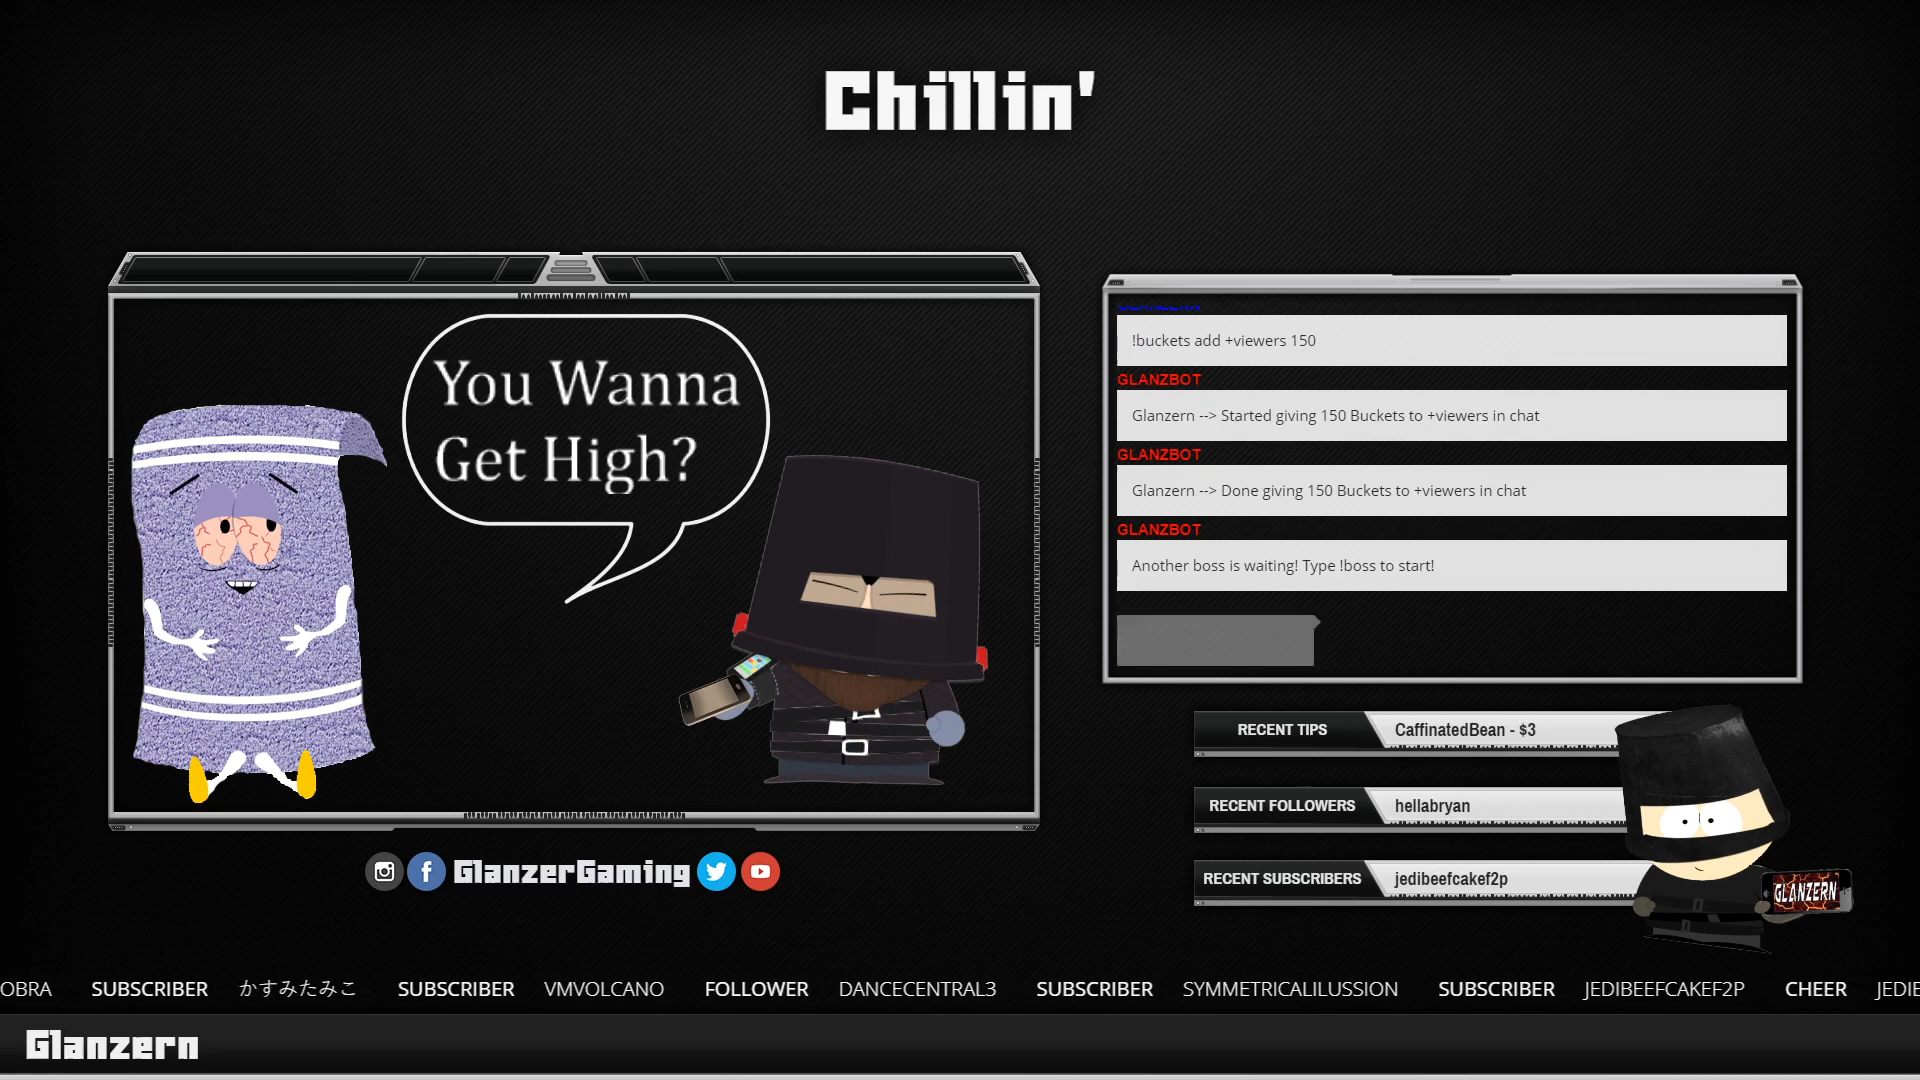 Chillin'
You Wanna
Get High?
!buckets add +viewers 150
GLANZBOT
Glanzern --> Started giving 150 Buckets to +viewers in chat
GLANZBOT
Glanzern --> Done giving 150 Buckets to +viewers in chat
GLANZBOT
Another boss is waiting! Type !boss to start!
RECENT TIPS CaffinatedBean - $3
RECENT FOLLOWERS hellabryan
RECENT SUBSCRIBERS jedibeefcakef2p
GLANZERN
GlanzerGaming
OBRA SUBSCRIBER かすみたみこ SUBSCRIBER VMVOLCANO FOLLOWER DANCECENTRAL3 SUBSCRIBER SYMMETRICALILUSSION SUBSCRIBER JEDIBEEFCAKEF2P CHEER JEDIE
Glanzern